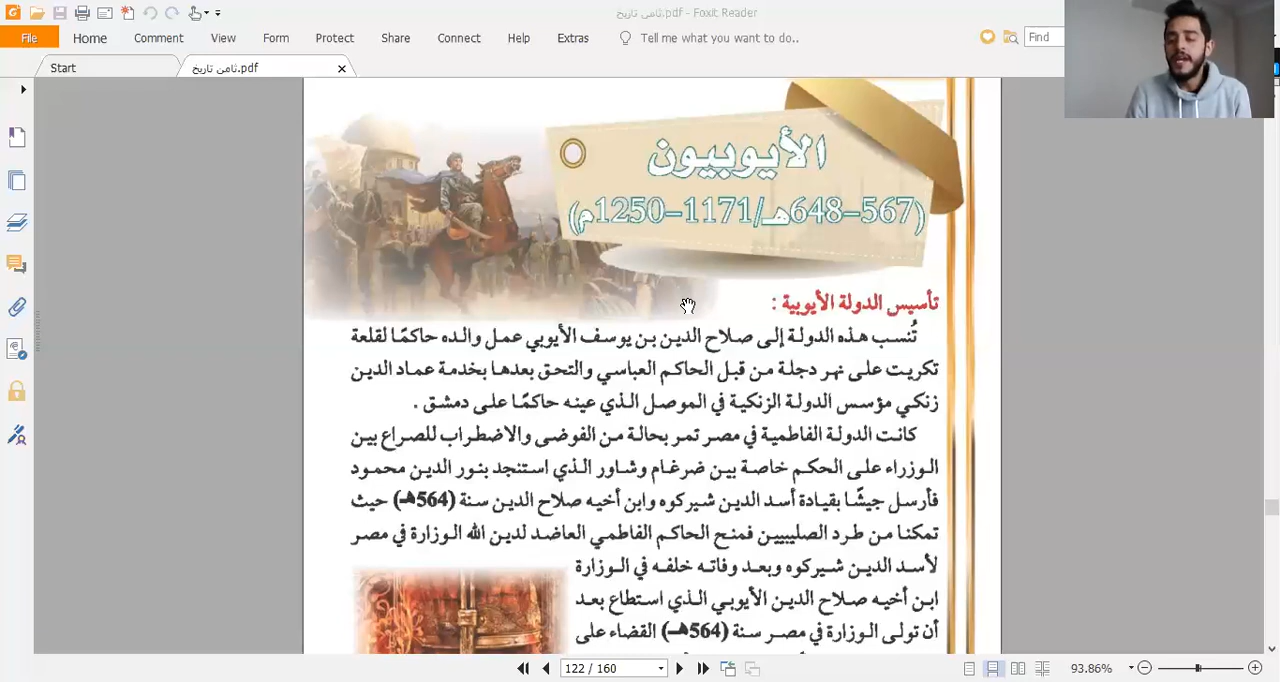 ثامن تاريخ.pdf - Foxit Reader
File Home Comment View Form Protect Share Connect Help Extras Tell me what you want to do.. Find
Start ثامن تاريخ.pdf
الأيوبيون
(567–648هـ/1171–1250م)
تأسيس الدولة الأيوبية :
تُنسب هذه الدولة إلى صلاح الدين بن يوسف الأيوبي عمل والده حاكمًا لقلعة
تكريت على نهر دجلة من قبل الحاكم العباسي والتحق بعدها بخدمة عماد الدين
زنكي مؤسس الدولة الزنكية في الموصل الذي عينه حاكمًا على دمشق .
كانت الدولة الفاطمية في مصر تمر بحالة من الفوضى والاضطراب للصراع بين
الوزراء على الحكم خاصة بين ضرغام وشاور الذي استنجد بنور الدين محمود
فأرسل جيشًا بقيادة أسد الدين شيركوه وابن أخيه صلاح الدين سنة (564هـ) حيث
تمكنا من طرد الصليبيين فمنح الحاكم الفاطمي العاضد لدين الله الوزارة في مصر
لأسد الدين شيركوه وبعد وفاته خلفه في الوزارة
ابن أخيه صلاح الدين الأيوبي الذي استطاع بعد
أن تولى الوزارة في مصر سنة (564هـ) القضاء على
122 / 160 93.86%